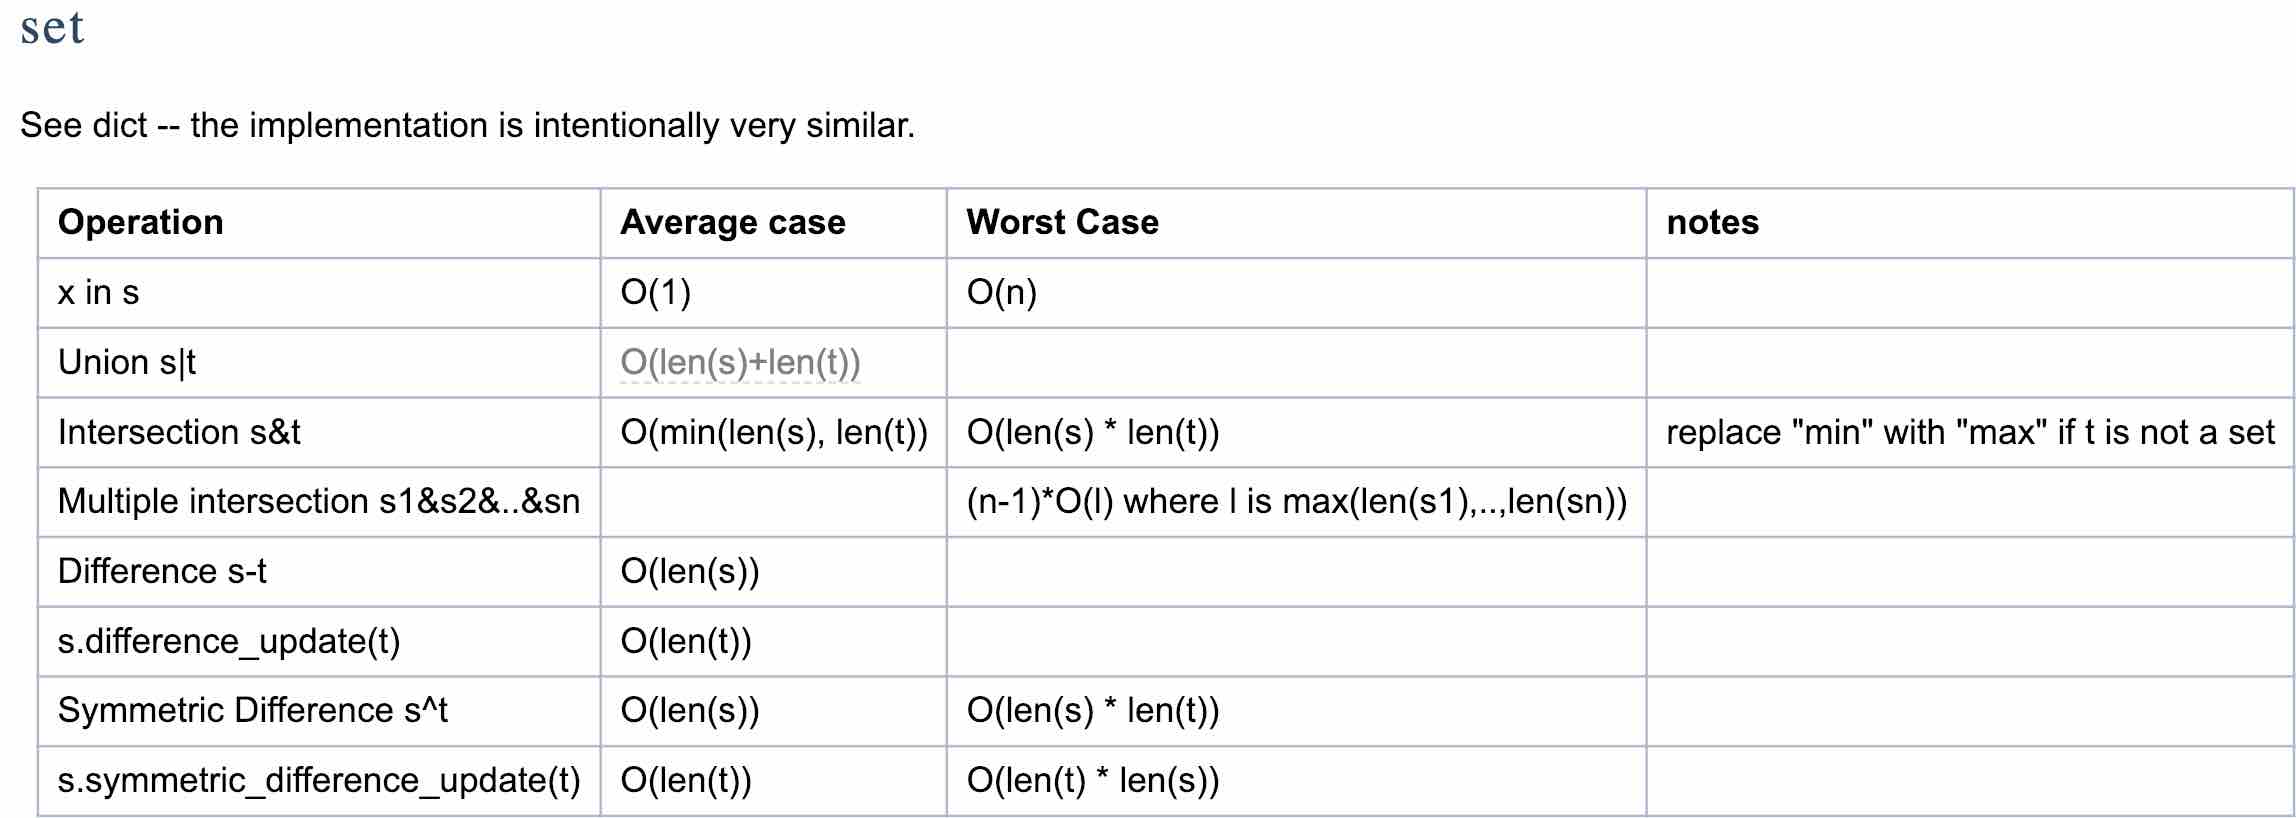 set
See dict -- the implementation is intentionally very similar.
Operation Average case Worst Case notes
x in s O(1) O(n)
Union s|t O(len(s)+len(t))
Intersection s&t O(min(len(s), len(t)) O(len(s) * len(t)) replace "min" with "max" if t is not a set
Multiple intersection s1&s2&..&sn (n-1)*O(l) where l is max(len(s1),..,len(sn))
Difference s-t O(len(s))
s.difference_update(t) O(len(t))
Symmetric Difference s^t O(len(s)) O(len(s) * len(t))
s.symmetric_difference_update(t) O(len(t)) O(len(t) * len(s))